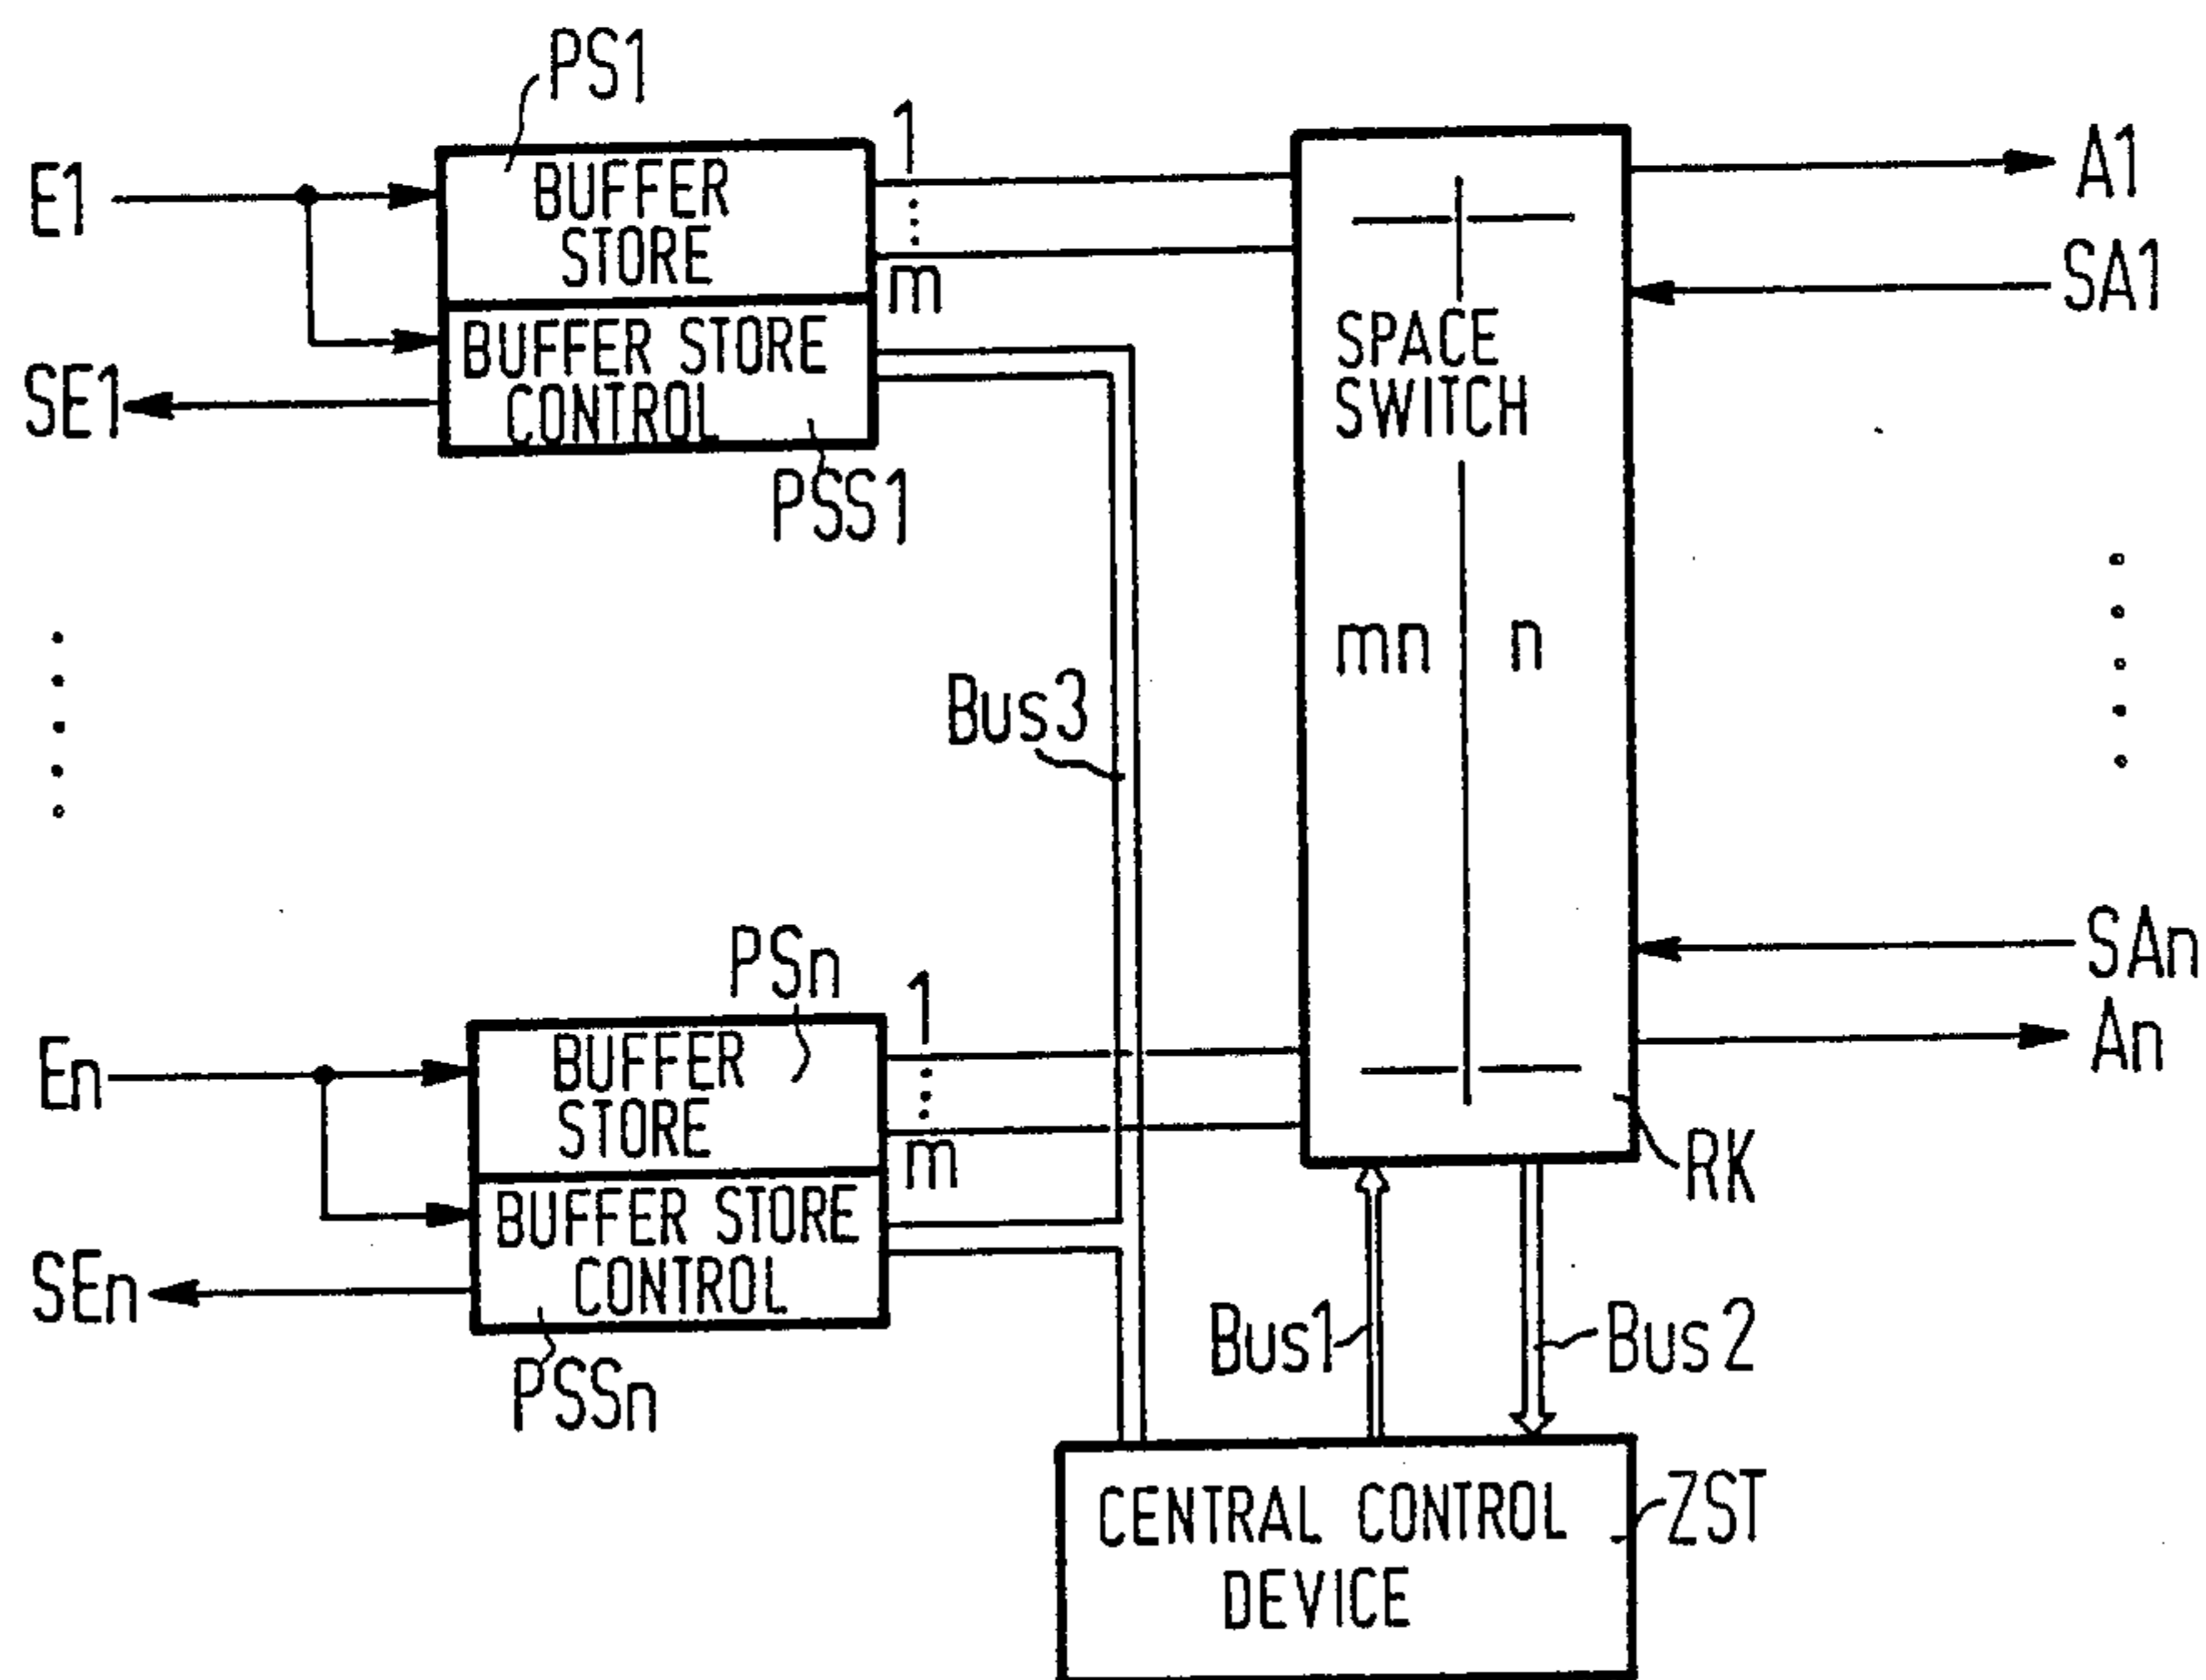 PS1
E1
BUFFER
STORE
1
m
BUFFER STORE
CONTROL
SE1
PSS1
SPACE
SWITCH
mn
n
A1
SA1
Bus3
PSn
En
BUFFER
STORE
1
m
BUFFER STORE
CONTROL
SEn
PSSn
SAn
An
RK
Bus1
Bus2
CENTRAL CONTROL
DEVICE
ZST